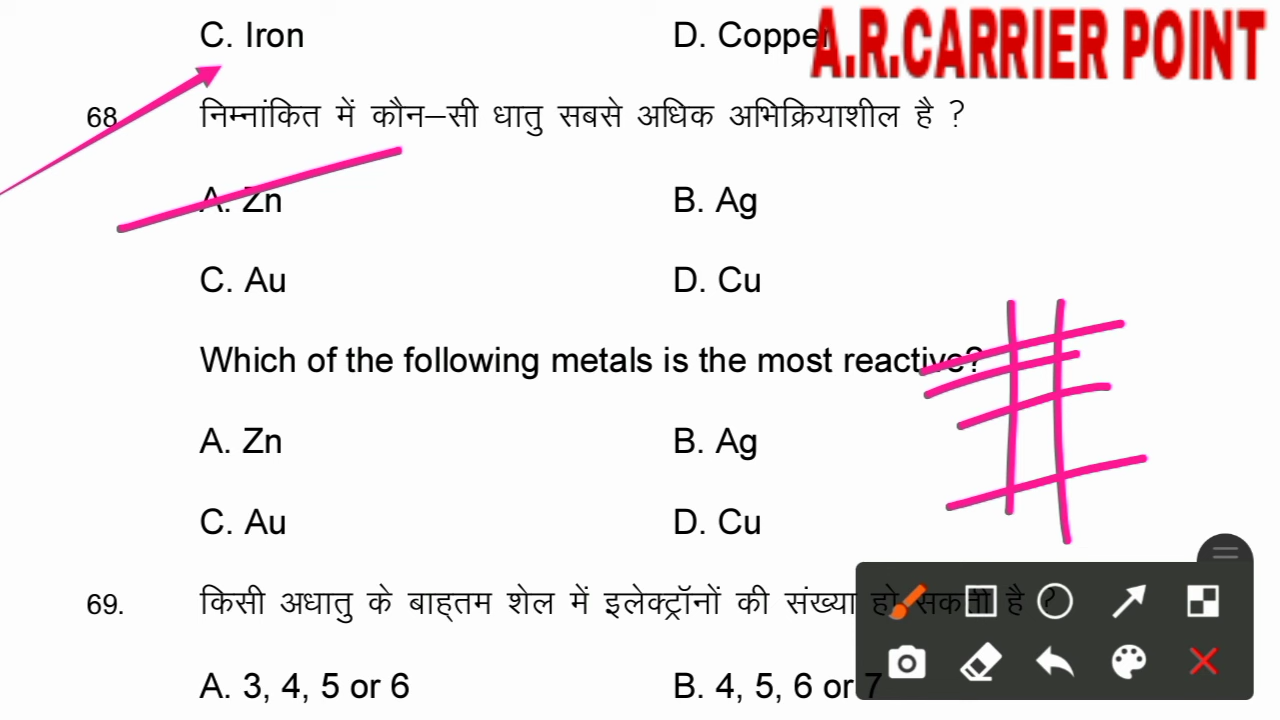 C. Iron D. Copper A.R.CARRIER POINT
68 निम्नांकित में कौन–सी धातु सबसे अधिक अभिक्रियाशील है ?
A. Zn B. Ag
C. Au D. Cu
Which of the following metals is the most reactive?
A. Zn B. Ag
C. Au D. Cu
69. किसी अधातु के बाह्तम शेल में इलेक्ट्रॉनों की संख्या हो सकती है ?
A. 3, 4, 5 or 6 B. 4, 5, 6 or 7